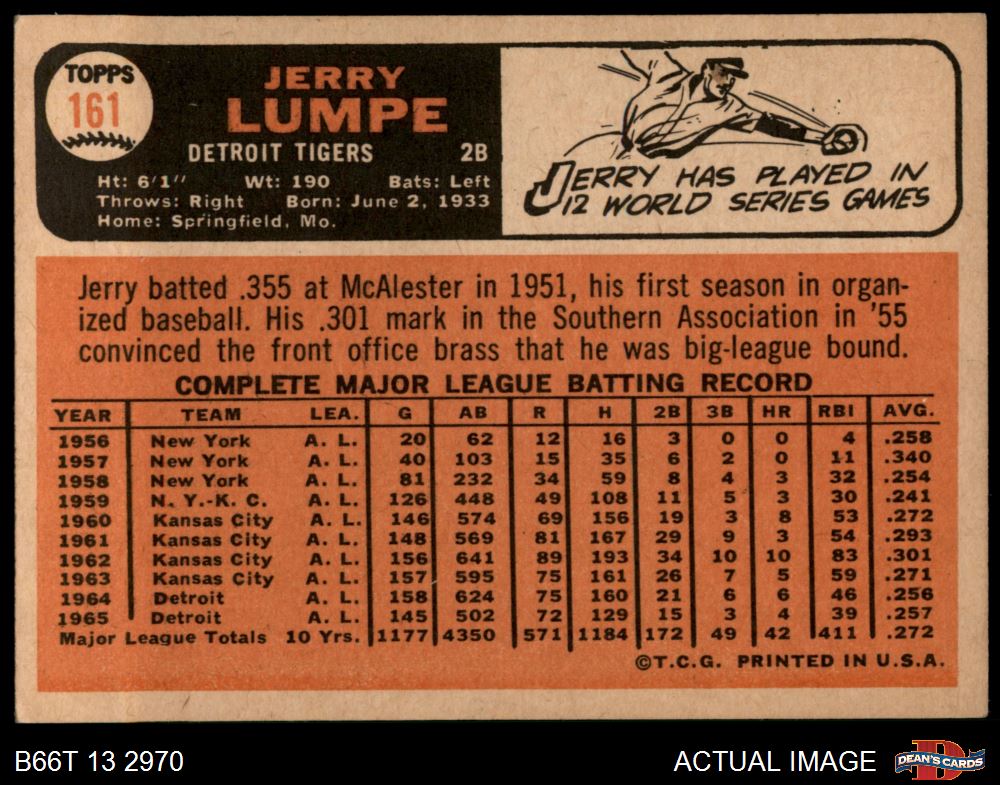 TOPPS
161
JERRY
LUMPE
DETROIT TIGERS 2B
Ht: 6'1" Wt: 190 Bats: Left
Throws: Right Born: June 2, 1933
Home: Springfield, Mo.
JERRY HAS PLAYED IN
12 WORLD SERIES GAMES
Jerry batted .355 at McAlester in 1951, his first season in organ-
ized baseball. His .301 mark in the Southern Association in '55
convinced the front office brass that he was big-league bound.
COMPLETE MAJOR LEAGUE BATTING RECORD
YEAR TEAM LEA. G AB R H 2B 3B HR RBI AVG.
1956 New York A. L. 20 62 12 16 3 0 0 4 .258
1957 New York A. L. 40 103 15 35 6 2 0 11 .340
1958 New York A. L. 81 232 34 59 8 4 3 32 .254
1959 N. Y.-K. C. A. L. 126 448 49 108 11 5 3 30 .241
1960 Kansas City A. L. 146 574 69 156 19 3 8 53 .272
1961 Kansas City A. L. 148 569 81 167 29 9 3 54 .293
1962 Kansas City A. L. 156 641 89 193 34 10 10 83 .301
1963 Kansas City A. L. 157 595 75 161 26 7 5 59 .271
1964 Detroit A. L. 158 624 75 160 21 6 6 46 .256
1965 Detroit A. L. 145 502 72 129 15 3 4 39 .257
Major League Totals 10 Yrs. 1177 4350 571 1184 172 49 42 411 .272
©T.C.G. PRINTED IN U.S.A.
B66T 13 2970 ACTUAL IMAGE
DEAN'S CARDS